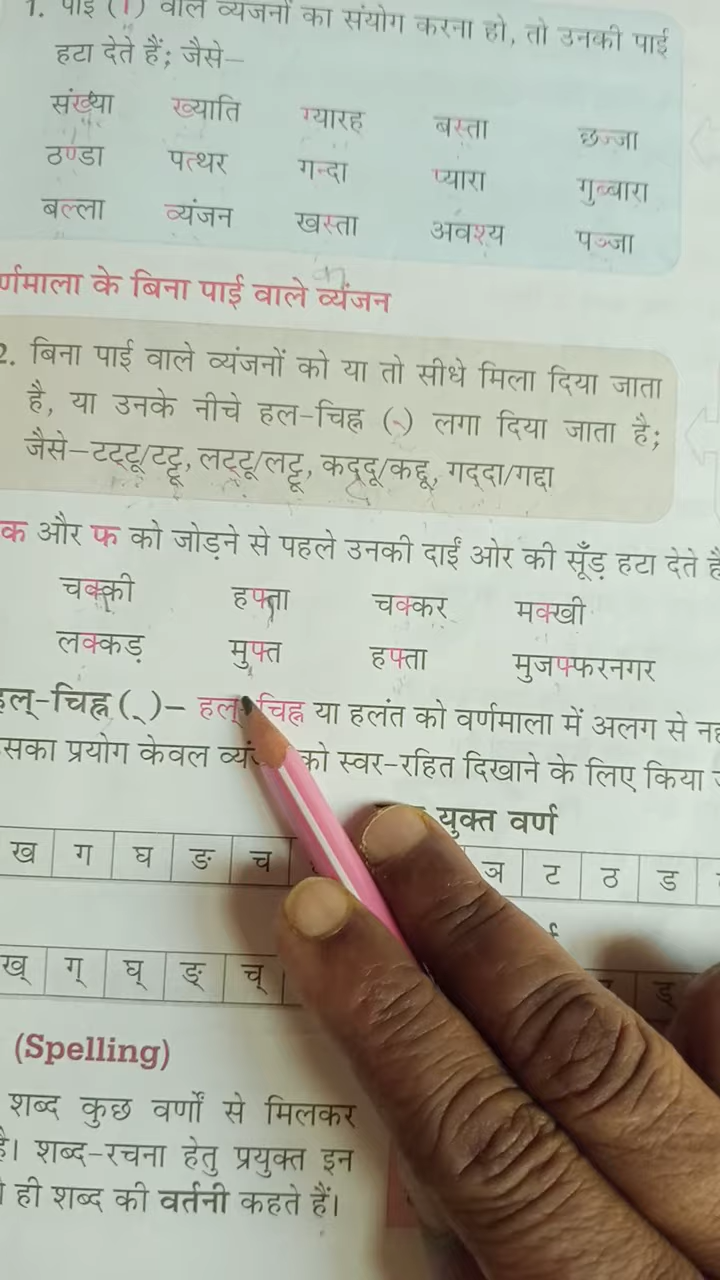 1. पाई (ा) वाले व्यंजनों का संयोग करना हो, तो उनकी पाई
हटा देते हैं; जैसे–
संख्या ख्याति ग्यारह बस्ता छज्जा
ठण्डा पत्थर गन्दा प्यारा गुब्बारा
बल्ला व्यंजन खस्ता अवश्य पञ्जा
र्णमाला के बिना पाई वाले व्यंजन
2. बिना पाई वाले व्यंजनों को या तो सीधे मिला दिया जाता
है, या उनके नीचे हल-चिह्न (्) लगा दिया जाता है;
जैसे–टट्टू/टट्टू, लट्टू/लट्टू, कद्दू/कद्दू, गद्दा/गद्दा
क और फ को जोड़ने से पहले उनकी दाईं ओर की सूँड़ हटा देते है
चक्की हफ्ता चक्कर मक्खी
लक्कड़ मुफ्त हफ्ता मुजफ्फरनगर
हल्-चिह्न (्)– हल्-चिह्न या हलंत को वर्णमाला में अलग से
सका प्रयोग केवल को स्वर-रहित दिखाने के लिए किया
युक्त वर्ण
ख ग घ ङ च ञ ट ठ ड
ख् ग् घ् ङ् च् ड्
(Spelling)
शब्द कुछ वर्णों से मिलकर
है। शब्द-रचना हेतु प्रयुक्त इन
ही शब्द की वर्तनी कहते हैं।